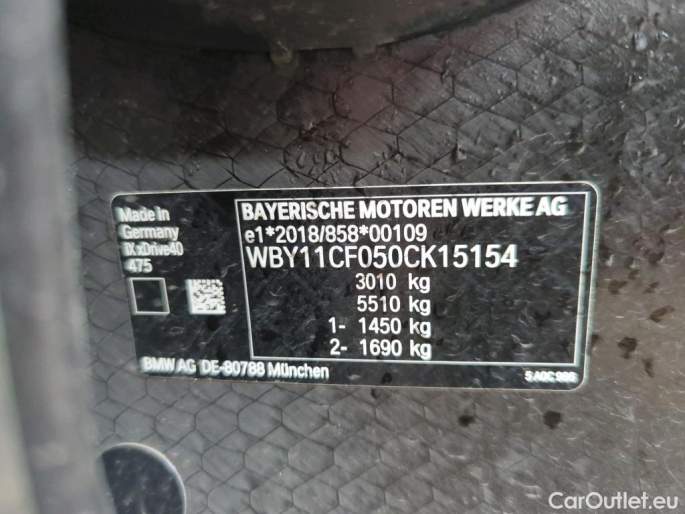 Made in
Germany
iX xDrive40
475
BAYERISCHE MOTOREN WERKE AG
e1*2018/858*00109
WBY11CF050CK15154
3010 kg
5510 kg
1- 1450 kg
2- 1690 kg
BMW AG DE-80788 München
CarOutlet.eu